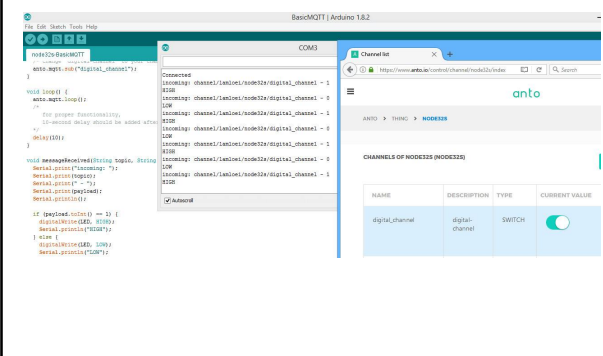 BasicMQTT | Arduino 1.8.2
File Edit Sketch Tools Help
node32s-BasicMQTT
anto.mqtt.sub("digital_channel");
}
void loop() {
anto.mqtt.loop();
/*
for proper functionality,
10-second delay should be added after
*/
delay(10);
}
void messageReceived(String topic, String
Serial.print("incoming: ");
Serial.print(topic);
Serial.print(" - ");
Serial.print(payload);
Serial.println();
if (payload.toInt() == 1) {
digitalWrite(LED, HIGH);
Serial.println("HIGH");
} else {
digitalWrite(LED, LOW);
Serial.println("LOW");
COM3
Connected
incoming: channel/iamloei/node32s/digital_channel - 1
HIGH
incoming: channel/iamloei/node32s/digital_channel - 0
LOW
incoming: channel/iamloei/node32s/digital_channel - 1
HIGH
incoming: channel/iamloei/node32s/digital_channel - 0
LOW
incoming: channel/iamloei/node32s/digital_channel - 1
HIGH
incoming: channel/iamloei/node32s/digital_channel - 0
LOW
incoming: channel/iamloei/node32s/digital_channel - 1
HIGH
Autoscroll
Channel list
https://www.anto.io/control/channel/node32s/index
Search
anto
ANTO > THING > NODE32S
CHANNELS OF NODE32S (NODE32S)
NAME DESCRIPTION TYPE CURRENT VALUE
digital_channel digital-channel SWITCH